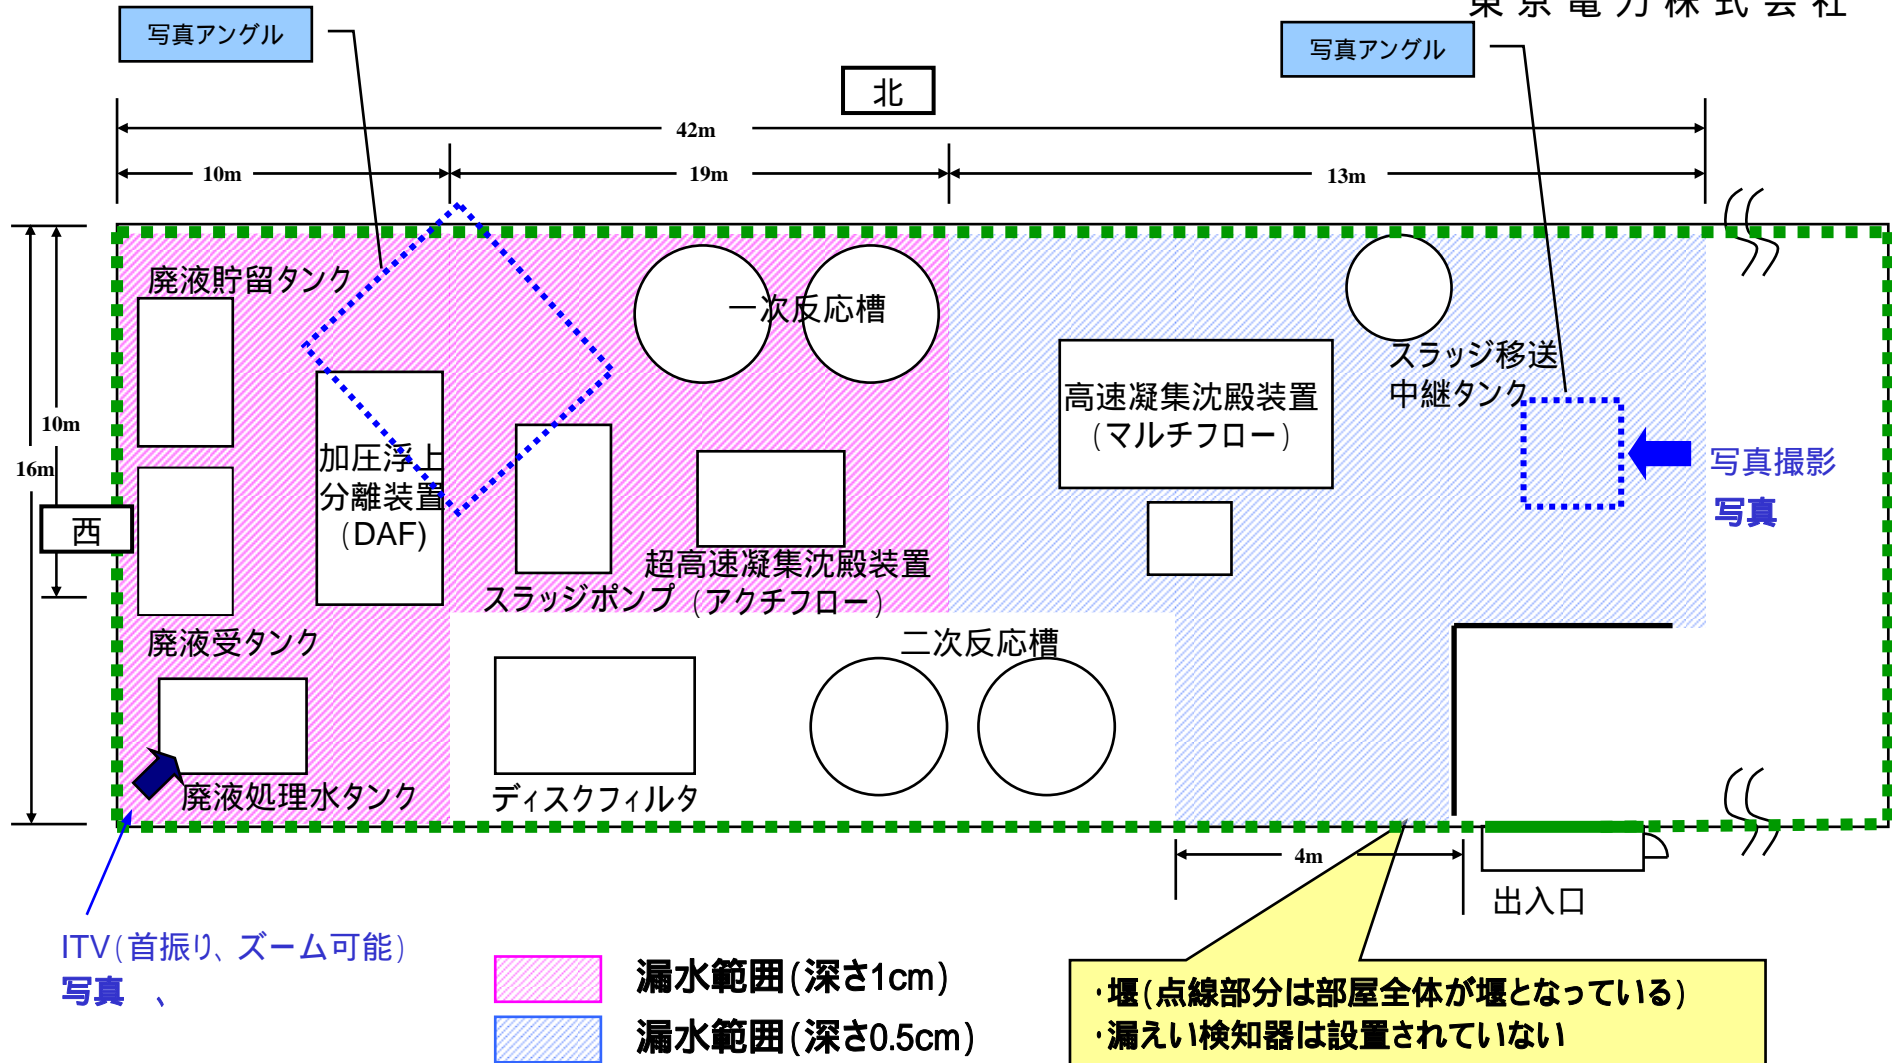 東京電力株式会社
写真アングル
写真アングル
北
42m
10m
19m
13m
廃液貯留タンク
一次反応槽
スラッジ移送
中継タンク
高速凝集沈殿装置
(マルチフロー)
10m
16m
加圧浮上
分離装置
(DAF)
写真撮影
写真
西
超高速凝集沈殿装置
スラッジポンプ
(アクチフロー)
廃液受タンク
二次反応槽
廃液処理水タンク
ディスクフィルタ
4m
出入口
ITV(首振り、ズーム可能)
写真　、
漏水範囲(深さ1cm)
漏水範囲(深さ0.5cm)
・堰(点線部分は部屋全体が堰となっている)
・漏えい検知器は設置されていない